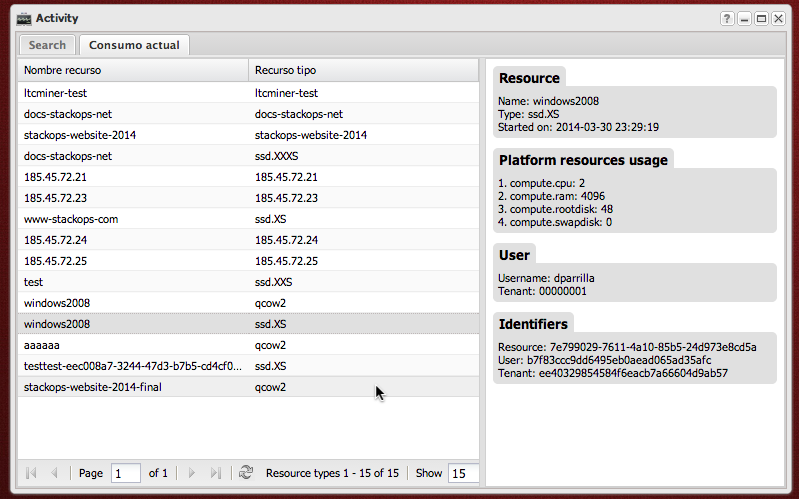 Activity
Search Consumo actual
Nombre recurso Recurso tipo
ltcminer-test ltcminer-test
docs-stackops-net docs-stackops-net
stackops-website-2014 stackops-website-2014
docs-stackops-net ssd.XXXS
185.45.72.21 185.45.72.21
185.45.72.23 185.45.72.23
www-stackops-com ssd.XS
185.45.72.24 185.45.72.24
185.45.72.25 185.45.72.25
test ssd.XXS
windows2008 qcow2
windows2008 ssd.XS
aaaaaa qcow2
testtest-eec008a7-3244-47d3-b7b5-cd4cf0... ssd.XS
stackops-website-2014-final qcow2
Page 1 of 1 Resource types 1 - 15 of 15 Show 15
Resource
Name: windows2008
Type: ssd.XS
Started on: 2014-03-30 23:29:19
Platform resources usage
1. compute.cpu: 2
2. compute.ram: 4096
3. compute.rootdisk: 48
4. compute.swapdisk: 0
User
Username: dparrilla
Tenant: 00000001
Identifiers
Resource: 7e799029-7611-4a10-85b5-24d973e8cd5a
User: b7f83ccc9dd6495eb0aead065ad35afc
Tenant: ee40329854584f6eacb7a66604d9ab57